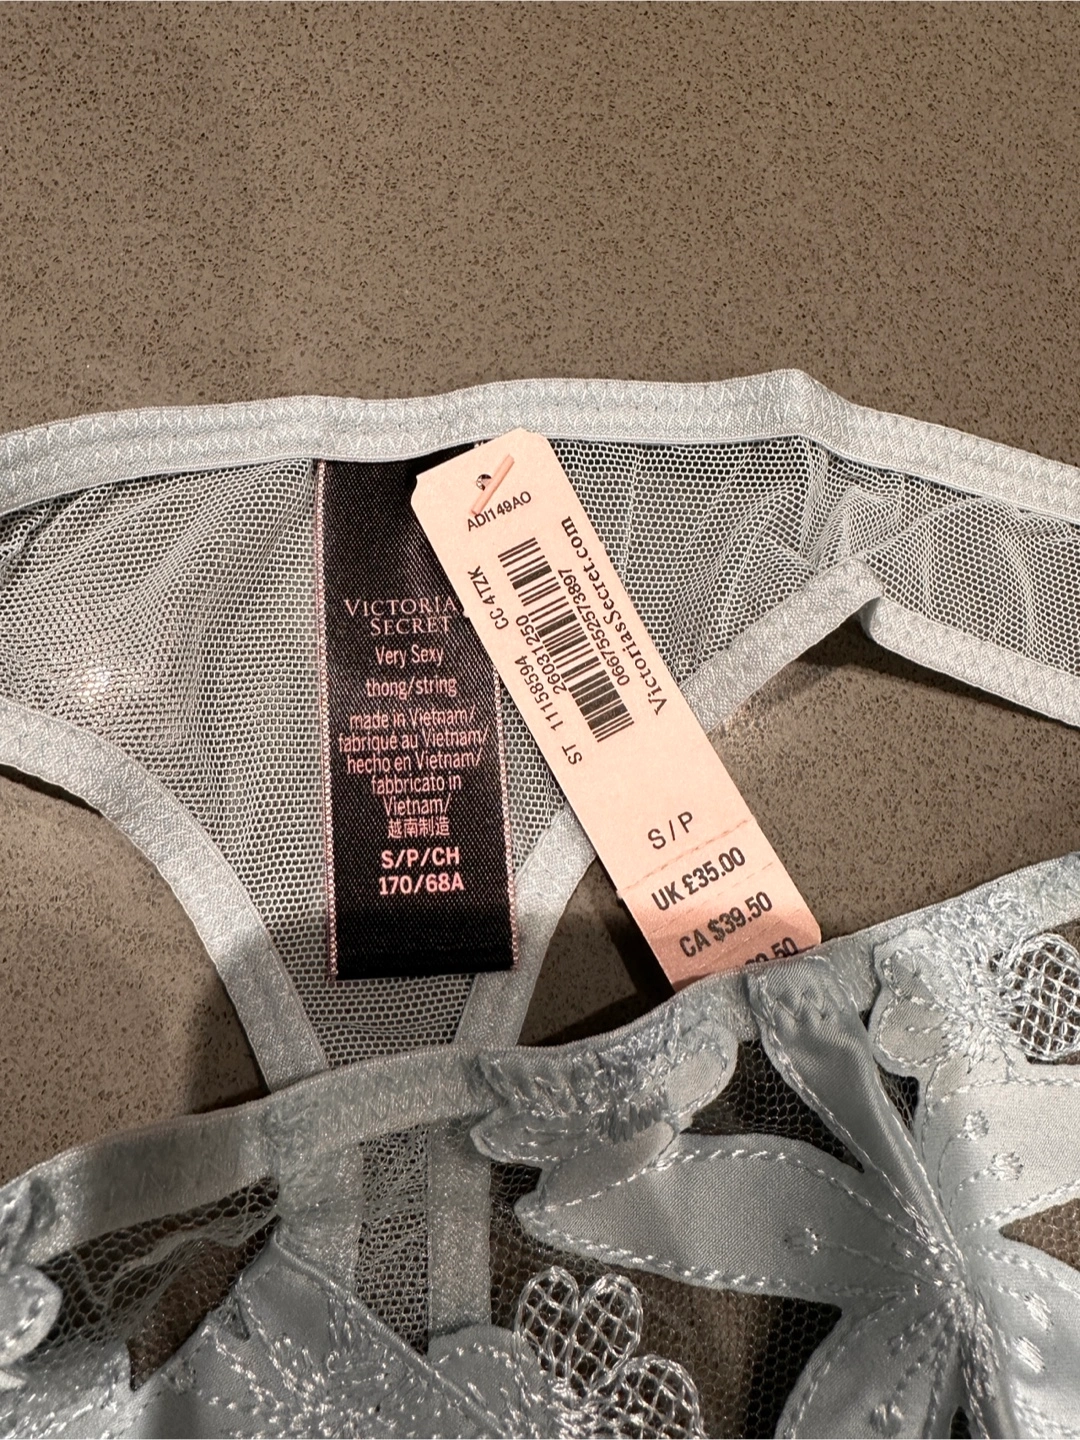 VICTORIA'
SECRET
Very Sexy
thong/string
made in Vietnam/
fabriqué au Vietnam/
hecho en Vietnam/
fabbricato in
Vietnam/
越南制造
S/P/CH
170/68A
ADI149AO
CC 4TZK
ST 11158594
26031250
0667552573897
VictoriasSecret.com
S/P
UK £35.00
CA $39.50